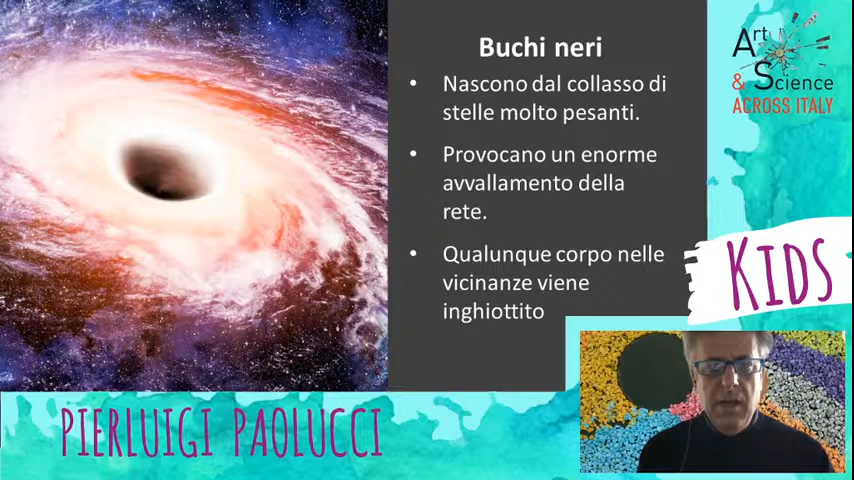 Buchi neri
• Nascono dal collasso di
stelle molto pesanti.
• Provocano un enorme
avvallamento della
rete.
• Qualunque corpo nelle
vicinanze viene
inghiottito
Art
& Science
ACROSS ITALY
KIDS
PIERLUIGI PAOLUCCI